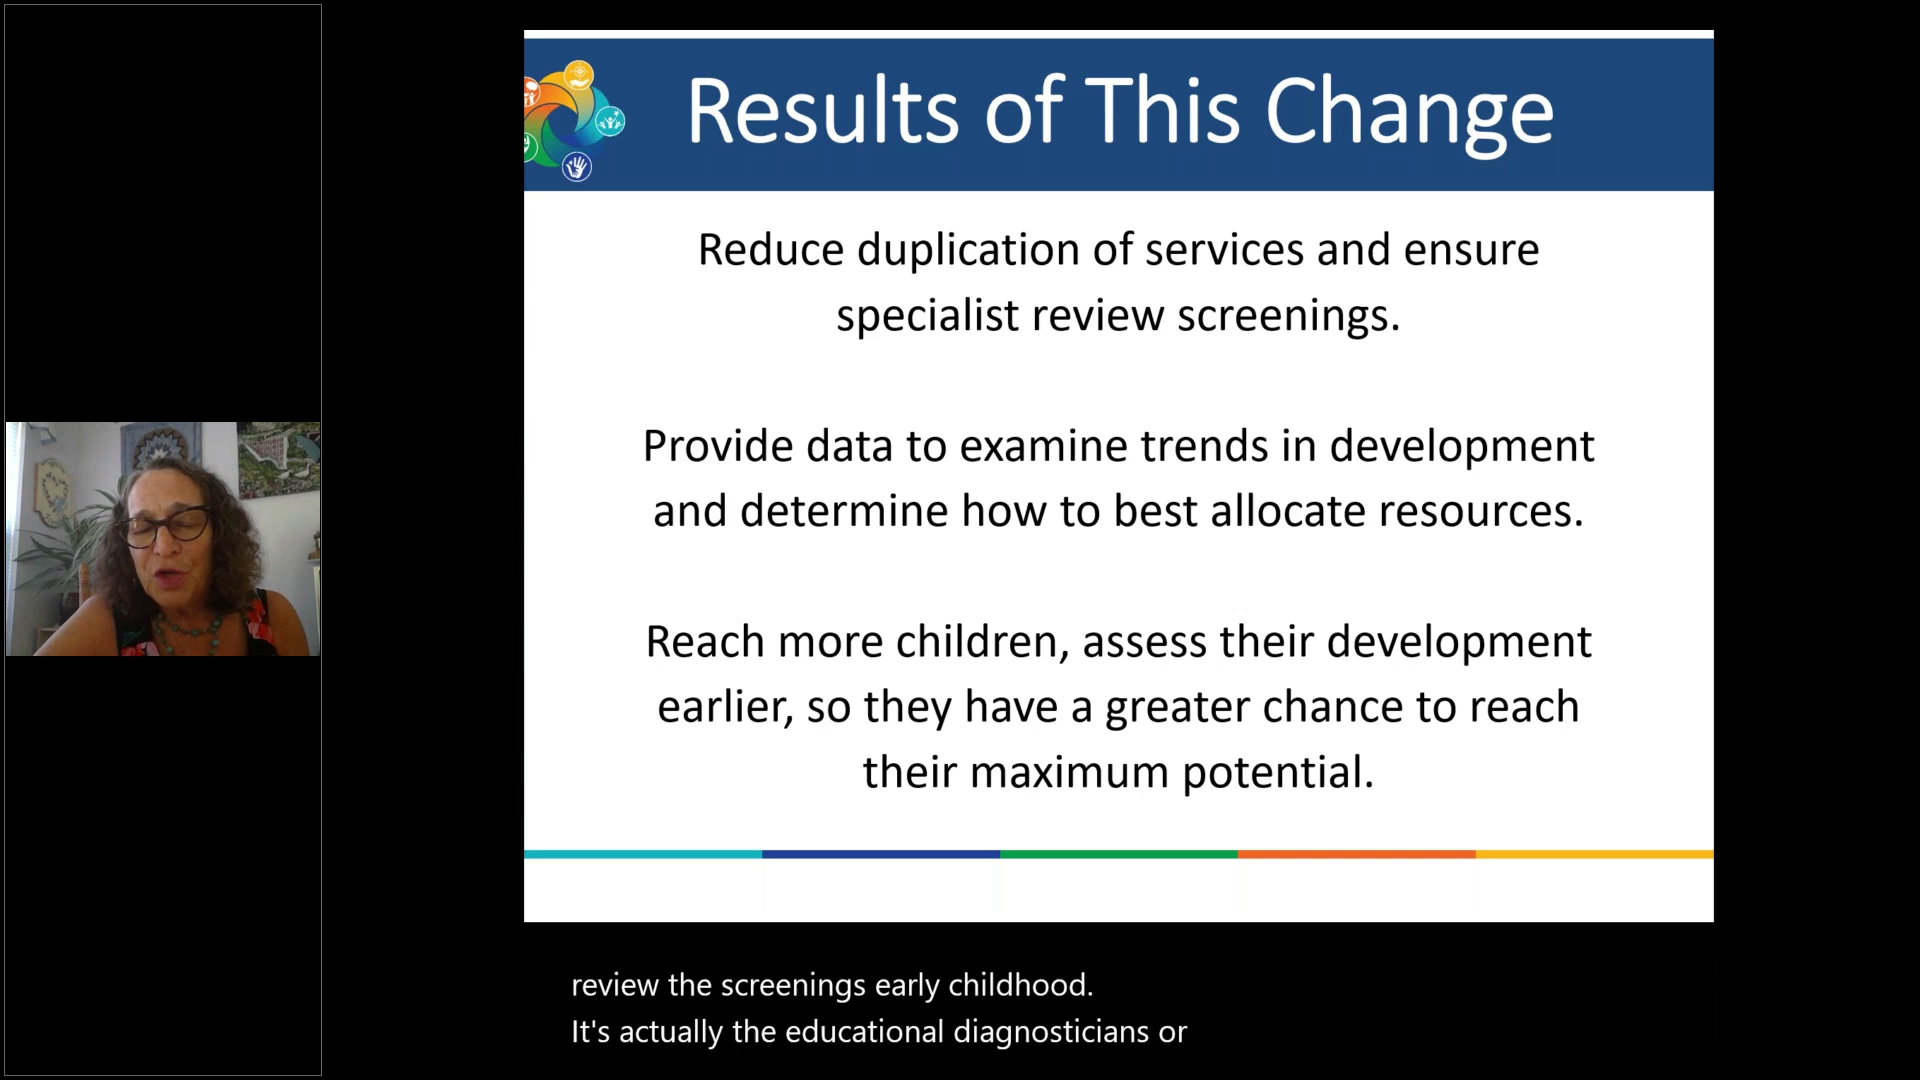 Results of This Change
Reduce duplication of services and ensure
specialist review screenings.
Provide data to examine trends in development
and determine how to best allocate resources.
Reach more children, assess their development
earlier, so they have a greater chance to reach
their maximum potential.
review the screenings early childhood.
It's actually the educational diagnosticians or